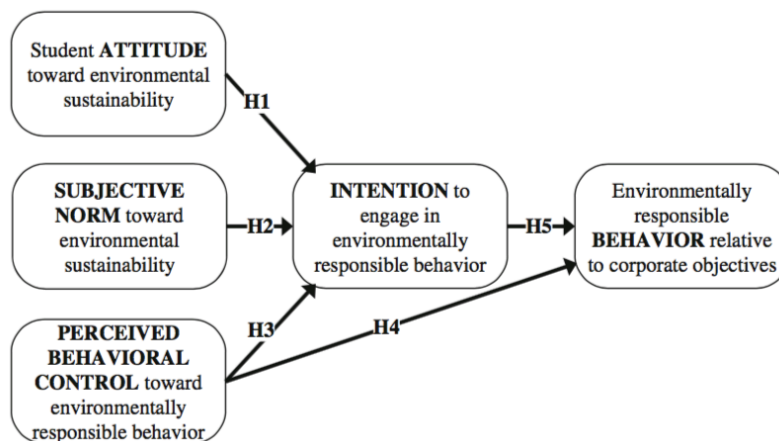 Student ATTITUDE
toward environmental
sustainability
H1
SUBJECTIVE
NORM toward
environmental
sustainability
H2
INTENTION to
engage in
environmentally
responsible behavior
H5
Environmentally
responsible
BEHAVIOR relative
to corporate objectives
H3
H4
PERCEIVED
BEHAVIORAL
CONTROL toward
environmentally
responsible behavior